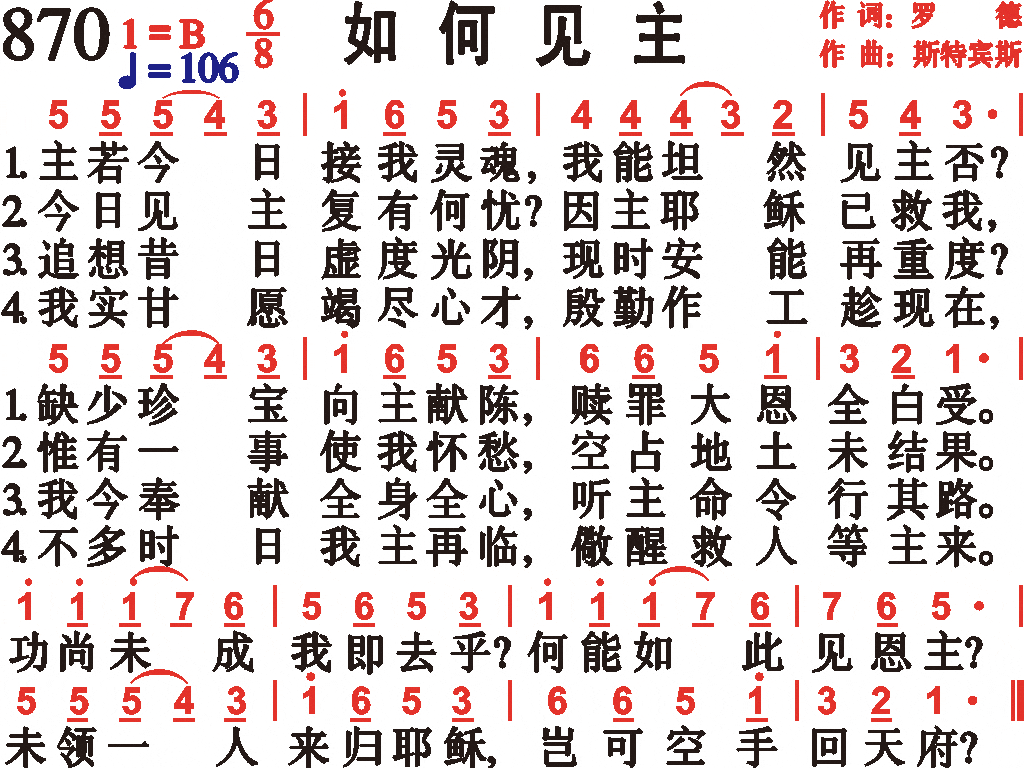 870 1=B 6/8 如何见主 作词：罗 德
♩=106 作曲：斯特宾斯
5 5 5 4 3 | i 6 5 3 | 4 4 4 3 2 | 5 4 3 · |
1. 主若今 日 接我灵魂，我能坦 然 见主否？
2. 今日见 主 复有何忧？因主耶 稣 已救我，
3. 追想昔 日 虚度光阴，现时安 能 再重度？
4. 我实甘 愿 竭尽心才，殷勤作 工 趁现在，
5 5 5 4 3 | i 6 5 3 | 6 6 5 i | 3 2 1 · |
1. 缺少珍 宝 向主献陈，赎罪大恩全白受。
2. 惟有一 事 使我怀愁，空占地土未结果。
3. 我今奉 献 全身全心，听主命令行其路。
4. 不多时 日 我主再临，儆醒救人等主来。
i i i 7 6 | 5 6 5 3 | i i i 7 6 | 7 6 5 · |
功尚未 成 我即去乎？何能如 此 见恩主？
5 5 5 4 3 | i 6 5 3 | 6 6 5 i | 3 2 1 · ‖
未领一 人 来归耶稣，岂可空手回天府？